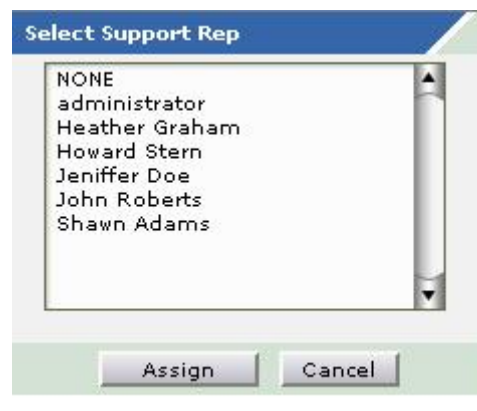 Select Support Rep
NONE
administrator
Heather Graham
Howard Stern
Jeniffer Doe
John Roberts
Shawn Adams
Assign
Cancel